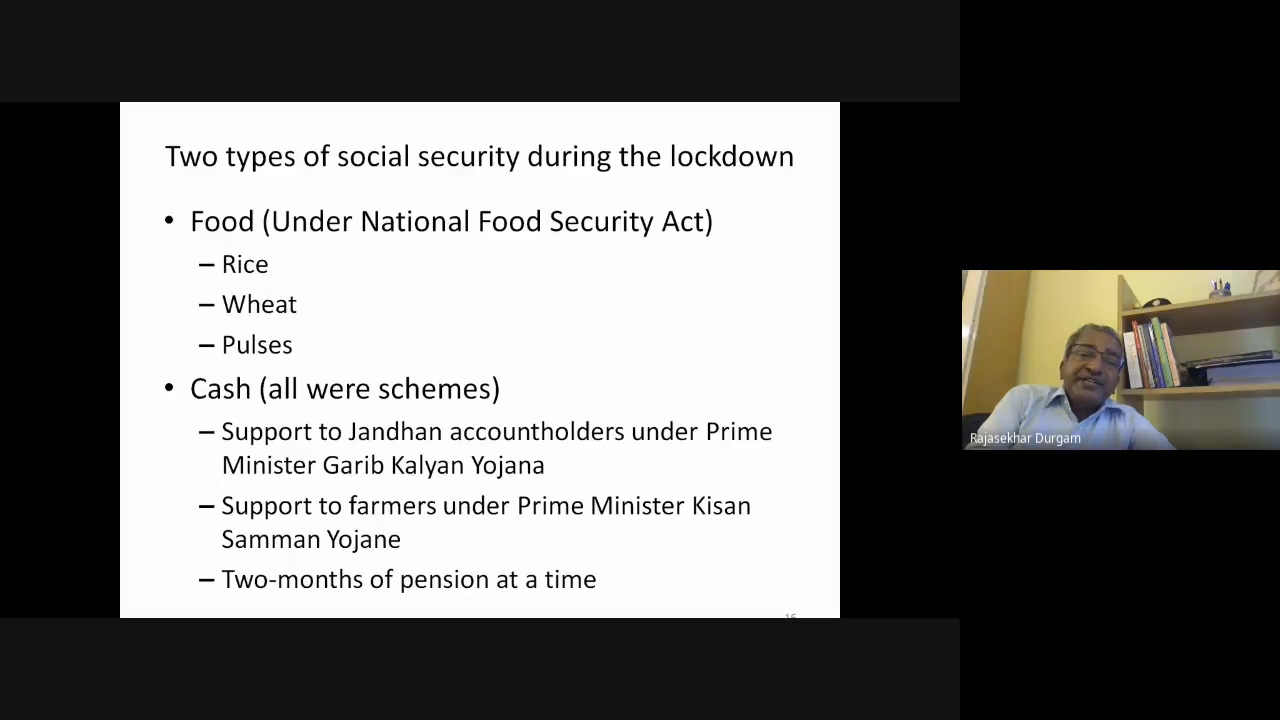 Two types of social security during the lockdown
• Food (Under National Food Security Act)
– Rice
– Wheat
– Pulses
• Cash (all were schemes)
– Support to Jandhan accountholders under Prime
Minister Garib Kalyan Yojana
– Support to farmers under Prime Minister Kisan
Samman Yojane
– Two-months of pension at a time
16
Rajasekhar Durgam